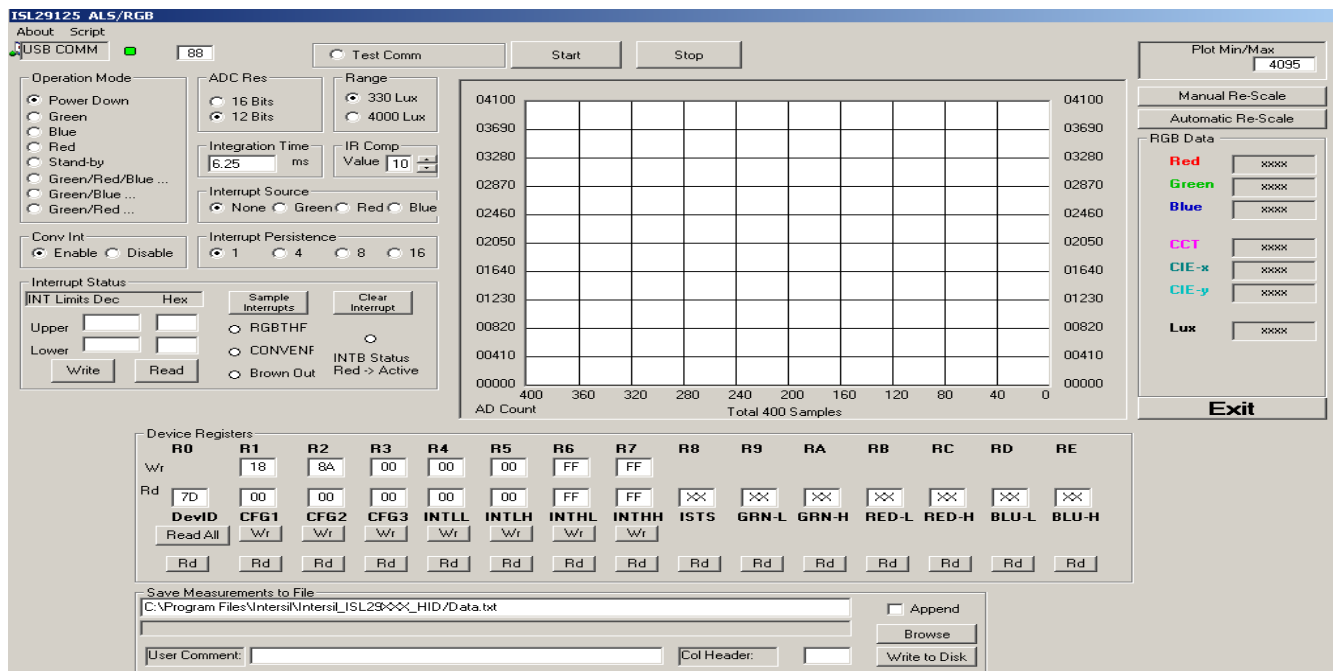 ISL29125 ALS/RGB
About Script
USB COMM 88 Test Comm Start Stop
Plot Min/Max
4095
Manual Re-Scale
Automatic Re-Scale
Operation Mode
Power Down
Green
Blue
Red
Stand-by
Green/Red/Blue ...
Green/Blue ...
Green/Red ...
ADC Res
16 Bits
12 Bits
Range
330 Lux
4000 Lux
Integration Time
6.25 ms
IR Comp
Value 10
Interrupt Source
None Green Red Blue
Conv Int
Enable Disable
Interrupt Persistence
1 4 8 16
Interrupt Status
INT Limits Dec Hex
Upper
Lower
Write Read
Sample Interrupts
RGBTHF
CONVENF
Brown Out
Clear Interrupt
INTB Status
Red -> Active
04100 04100
03690 03690
03280 03280
02870 02870
02460 02460
02050 02050
01640 01640
01230 01230
00820 00820
00410 00410
00000 00000
400 360 320 280 240 200 160 120 80 40 0
AD Count Total 400 Samples
RGB Data
Red xxxx
Green xxxx
Blue xxxx
CCT xxxx
CIE-x xxxx
CIE-y xxxx
Lux xxxx
Exit
Device Registers
R0 R1 R2 R3 R4 R5 R6 R7 R8 R9 RA RB RC RD RE
Wr 18 8A 00 00 00 FF FF
Rd 7D 00 00 00 00 00 FF FF XX XX XX XX XX XX XX
DevID CFG1 CFG2 CFG3 INTLL INTLH INTHL INTHH ISTS GRN-L GRN-H RED-L RED-H BLU-L BLU-H
Read All Wr Wr Wr Wr Wr Wr Wr
Rd Rd Rd Rd Rd Rd Rd Rd Rd Rd Rd Rd Rd Rd Rd
Save Measurements to File
C:\Program Files\Intersil\Intersil_ISL29XXX_HID/Data.txt
Append
Browse
User Comment: Col Header: Write to Disk